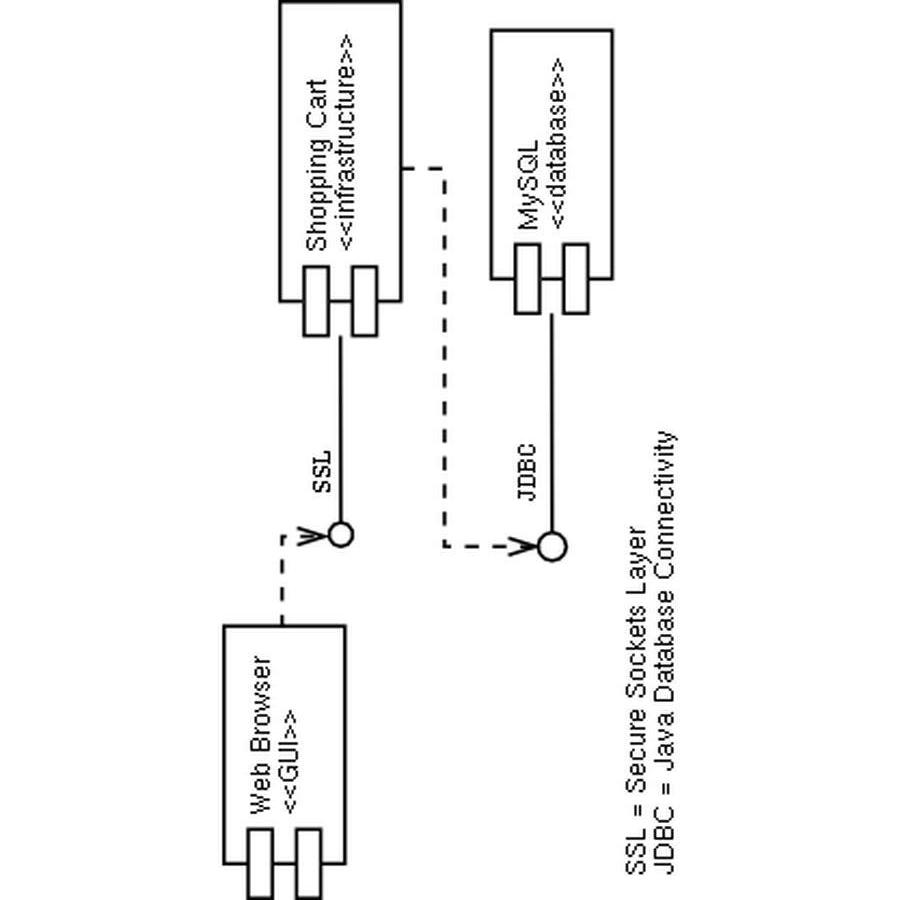 Web Browser
<<GUI>>
SSL
Shopping Cart
<<infrastructure>>
JDBC
MySQL
<<database>>
SSL = Secure Sockets Layer
JDBC = Java Database Connectivity